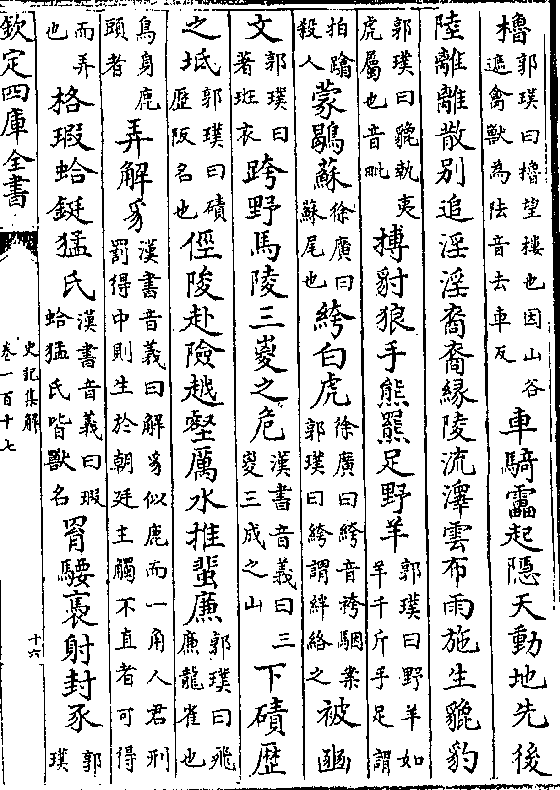 櫓郭璞曰櫓望樓也因山谷遮禽獸為阹音去車反車騎靁起隱天動地先後
陸離離散别追淫淫裔裔緣陵流澤雲布雨施生貔豹
郭璞曰貔執夷虎屬也音毗搏豺狼手熊羆足野羊郭璞曰野羊如羊千斤手足謂
拍蹹殺人蒙鶡蘇徐廣曰蘇尾也絝白虎徐廣曰絝音袴駰案郭璞曰絝謂絆絡之被豳
文郭璞曰著班衣跨野馬陵三嵏之危漢書音義曰三嵏三成之山下磧歴
之坻郭璞曰磧歴阪名也徑陖赴險越壑厲水推蜚廉郭璞曰飛廉龍雀也
鳥身鹿頭者弄解豸漢書音義曰解豸似鹿而一角人君刑罰得中則生於朝廷主觸不直者可得
而弄也格瑕蛤鋋猛氏漢書音義曰瑕蛤猛氏皆獸名罥騕褭射封豕郭璞
欽定四庫全書
史記集解
卷一百十七
十六